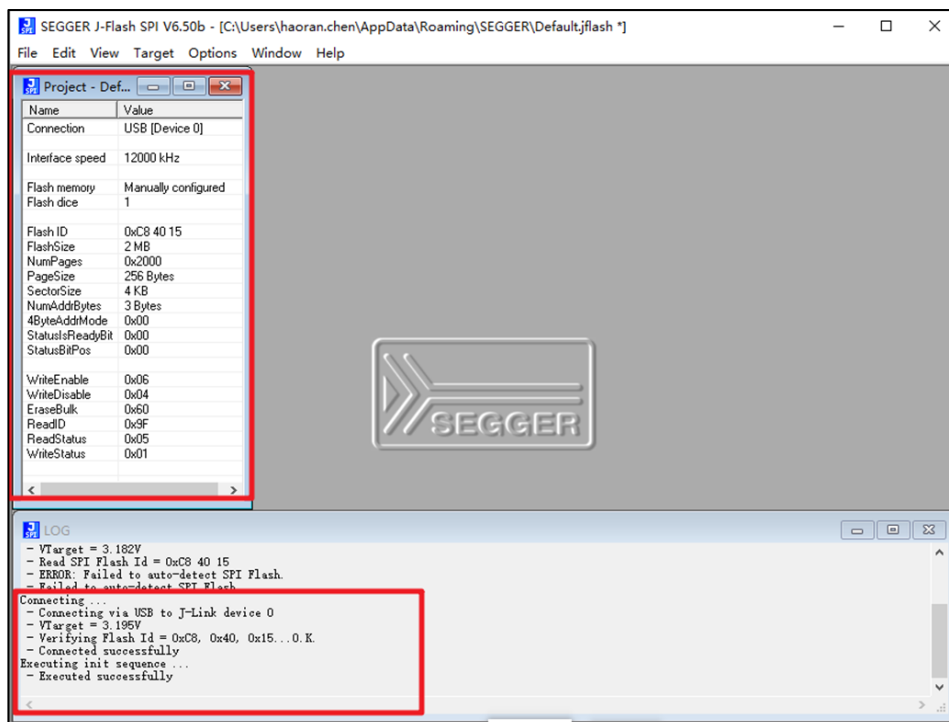 SEGGER J-Flash SPI V6.50b - [C:\Users\haoran.chen\AppData\Roaming\SEGGER\Default.jflash *]
File Edit View Target Options Window Help
Project - Def...
Name Value
Connection USB [Device 0]
Interface speed 12000 kHz
Flash memory Manually configured
Flash dice 1
Flash ID 0xC8 40 15
FlashSize 2 MB
NumPages 0x2000
PageSize 256 Bytes
SectorSize 4 KB
NumAddrBytes 3 Bytes
4ByteAddrMode 0x00
StatusIsReadyBit 0x00
StatusBitPos 0x00
WriteEnable 0x06
WriteDisable 0x04
EraseBulk 0x60
ReadID 0x9F
ReadStatus 0x05
WriteStatus 0x01
SEGGER
LOG
- VTarget = 3.182V
- Read SPI Flash Id = 0xC8 40 15
- ERROR: Failed to auto-detect SPI Flash.
- Failed to auto-detect SPI Flash
Connecting ...
- Connecting via USB to J-Link device 0
- VTarget = 3.195V
- Verifying Flash Id = 0xC8, 0x40, 0x15...O.K.
- Connected successfully
Executing init sequence ...
- Executed successfully